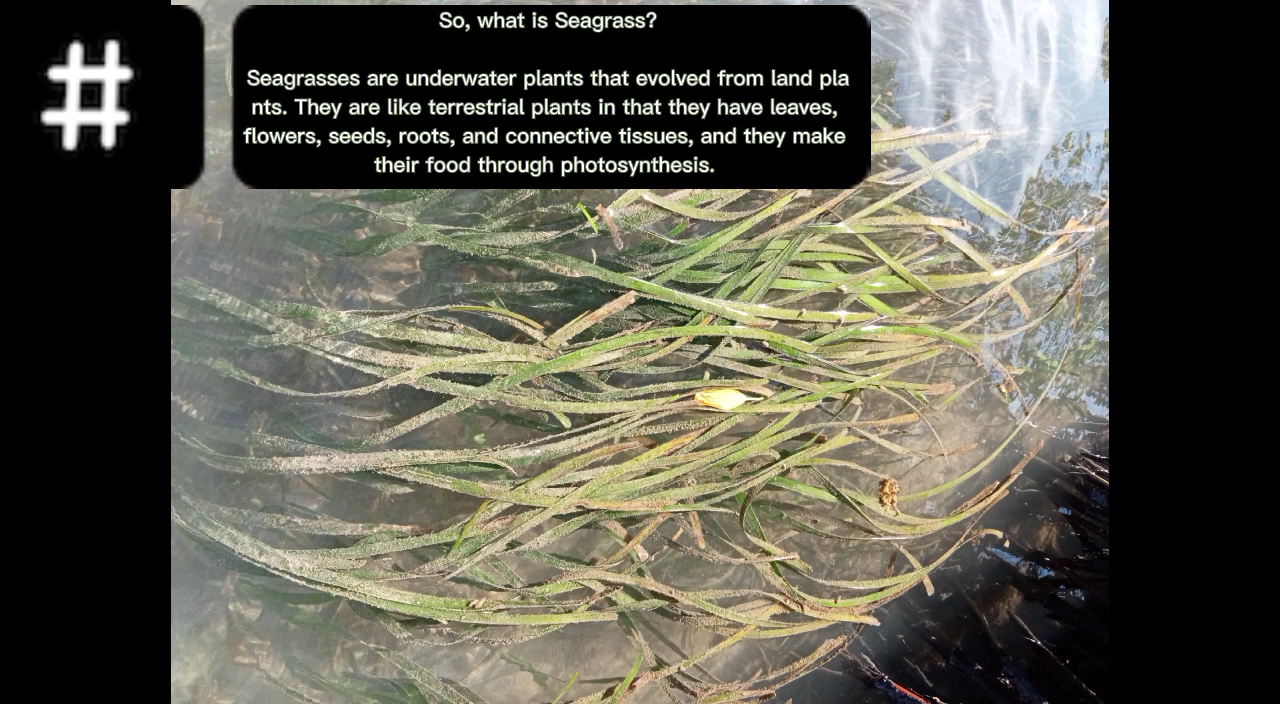 #
So, what is Seagrass?
Seagrasses are underwater plants that evolved from land pla
nts. They are like terrestrial plants in that they have leaves,
flowers, seeds, roots, and connective tissues, and they make
their food through photosynthesis.